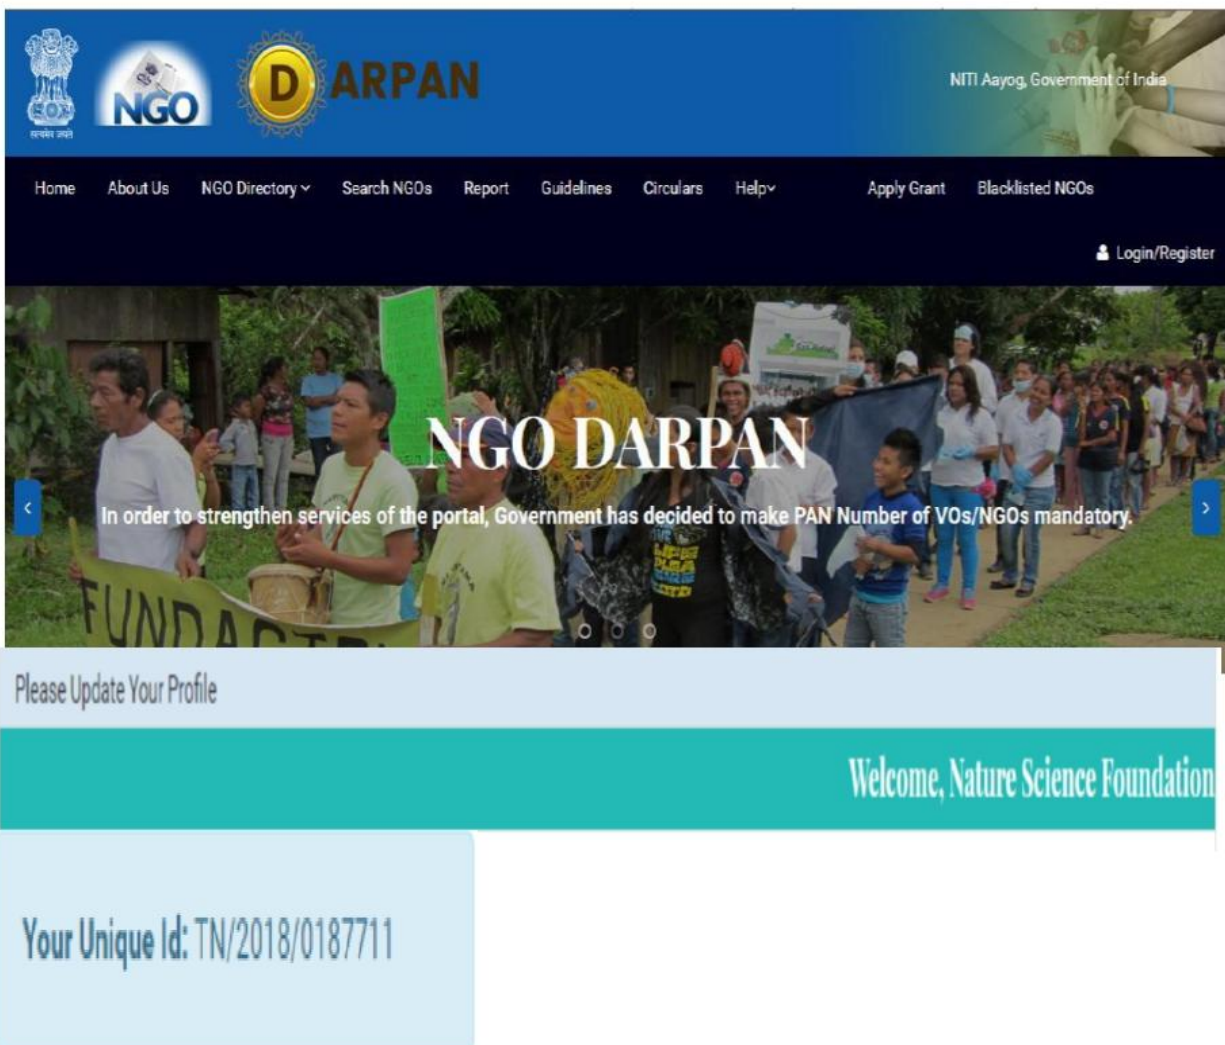 सत्यमेव जयते
NGO
DARPAN
NITI Aayog, Government of India
Home About Us NGO Directory Search NGOs Report Guidelines Circulars Help Apply Grant Blacklisted NGOs
Login/Register
NGO DARPAN
In order to strengthen services of the portal, Government has decided to make PAN Number of VOs/NGOs mandatory.
Please Update Your Profile
Welcome, Nature Science Foundation
Your Unique Id: TN/2018/0187711